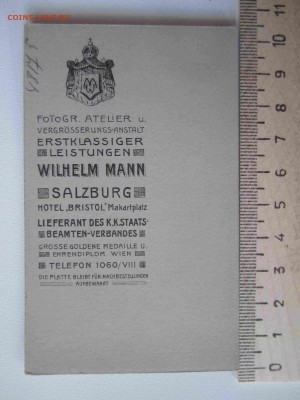 FOTOGR. ATELIER U.
VERGRÖSSERUNGS-ANSTALT
ERSTKLASSIGER
LEISTUNGEN
WILHELM MANN
SALZBURG
HOTEL „BRISTOL” Makartplatz
LIEFERANT DES K.K. STAATS-
BEAMTEN-VERBANDES
GROSSE GOLDENE MEDAILLE U.
EHRENDIPLOM WIEN
TELEFON 1060/VIII
DIE PLATTE BLEIBT FÜR NACHBESTELLUNGEN
AUFBEWAHRT
0 1 2 3 4 5 6 7 8 9 10 11